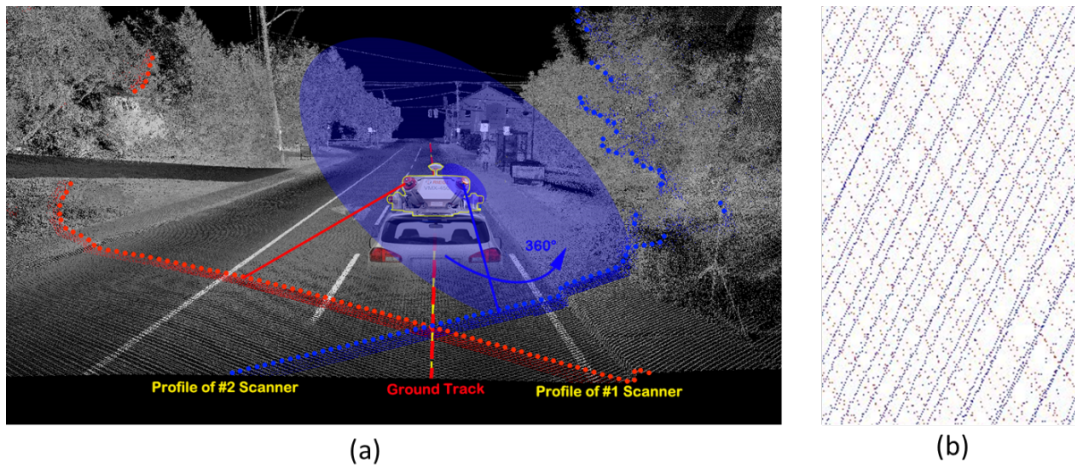 360°
Profile of #2 Scanner
Ground Track
Profile of #1 Scanner
(a)
(b)